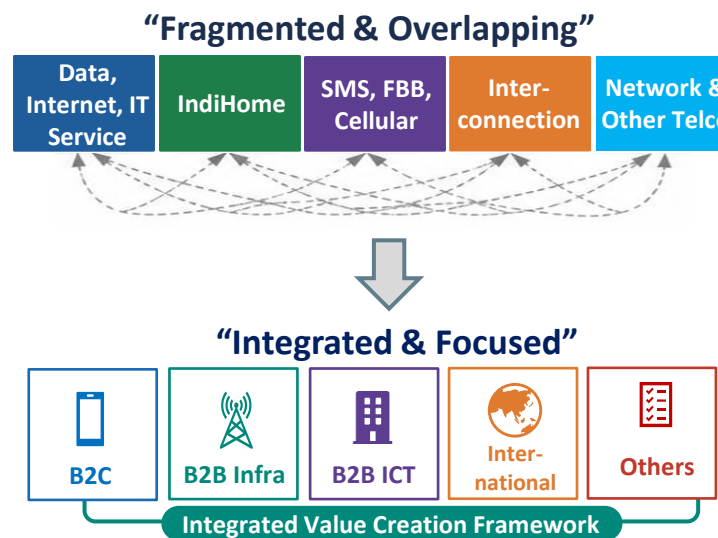 “Fragmented & Overlapping”
Data,
Internet, IT
Service
IndiHome
SMS, FBB,
Cellular
Inter-
connection
Network &
Other Telco
“Integrated & Focused”
B2C
B2B Infra
B2B ICT
Inter-
national
Others
Integrated Value Creation Framework